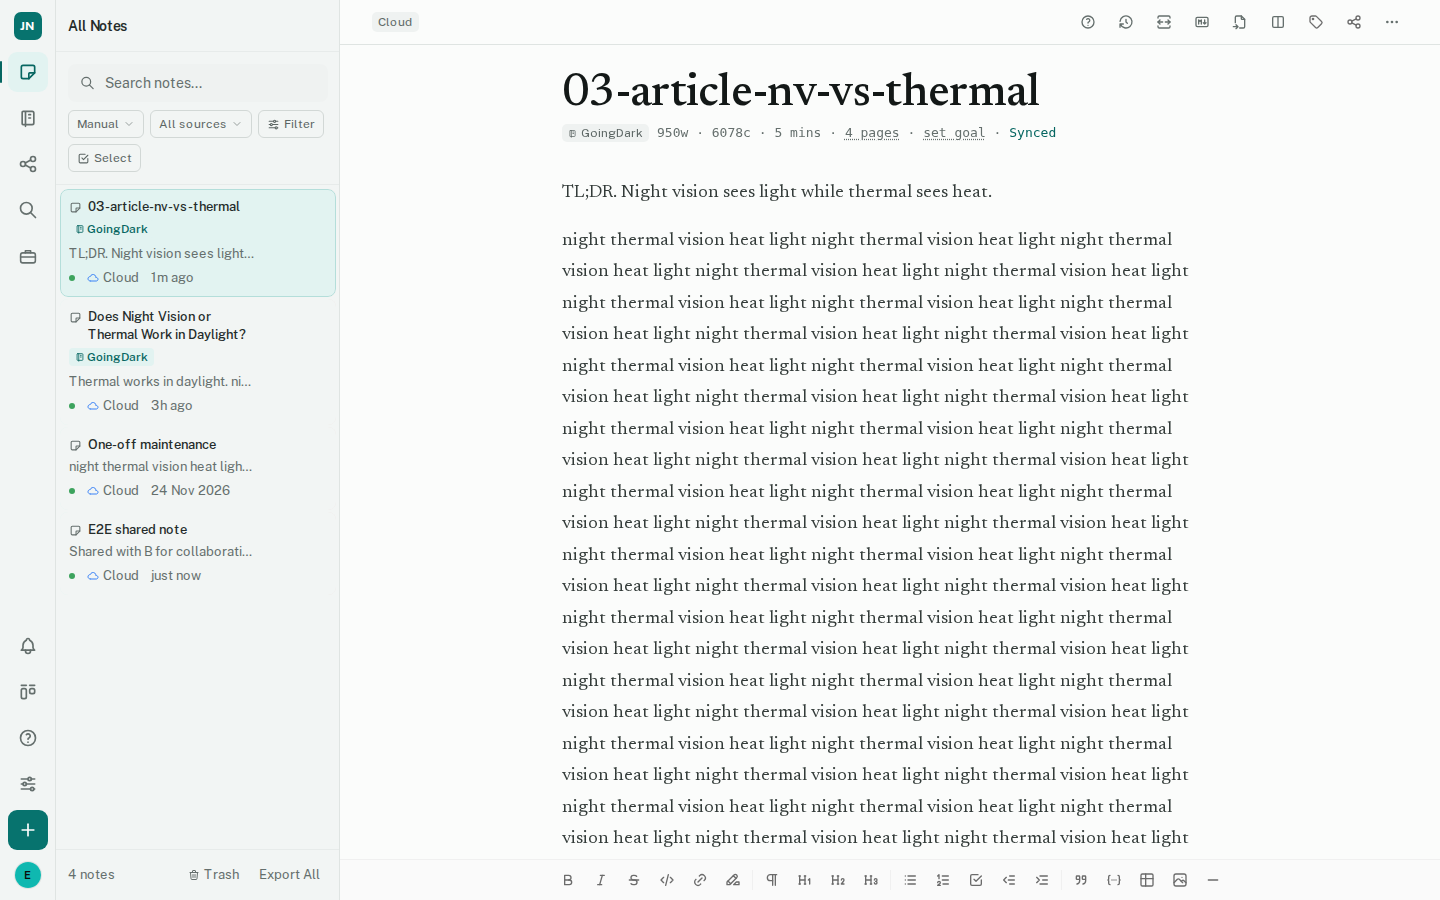 JN
All Notes
Search notes...
Manual
All sources
Filter
Select
03-article-nv-vs-thermal
GoingDark
TL;DR. Night vision sees light...
Cloud 1m ago
Does Night Vision or
Thermal Work in Daylight?
GoingDark
Thermal works in daylight. ni...
Cloud 3h ago
One-off maintenance
night thermal vision heat ligh...
Cloud 24 Nov 2026
E2E shared note
Shared with B for collaborati...
Cloud just now
E
4 notes
Trash
Export All
Cloud
03-article-nv-vs-thermal
GoingDark 950w · 6078c · 5 mins · 4 pages · set goal · Synced
TL;DR. Night vision sees light while thermal sees heat.
night thermal vision heat light night thermal vision heat light night thermal
vision heat light night thermal vision heat light night thermal vision heat light
night thermal vision heat light night thermal vision heat light night thermal
vision heat light night thermal vision heat light night thermal vision heat light
night thermal vision heat light night thermal vision heat light night thermal
vision heat light night thermal vision heat light night thermal vision heat light
night thermal vision heat light night thermal vision heat light night thermal
vision heat light night thermal vision heat light night thermal vision heat light
night thermal vision heat light night thermal vision heat light night thermal
vision heat light night thermal vision heat light night thermal vision heat light
night thermal vision heat light night thermal vision heat light night thermal
vision heat light night thermal vision heat light night thermal vision heat light
night thermal vision heat light night thermal vision heat light night thermal
vision heat light night thermal vision heat light night thermal vision heat light
night thermal vision heat light night thermal vision heat light night thermal
vision heat light night thermal vision heat light night thermal vision heat light
night thermal vision heat light night thermal vision heat light night thermal
vision heat light night thermal vision heat light night thermal vision heat light
night thermal vision heat light night thermal vision heat light night thermal
vision heat light night thermal vision heat light night thermal vision heat light
B I S H1 H2 H3